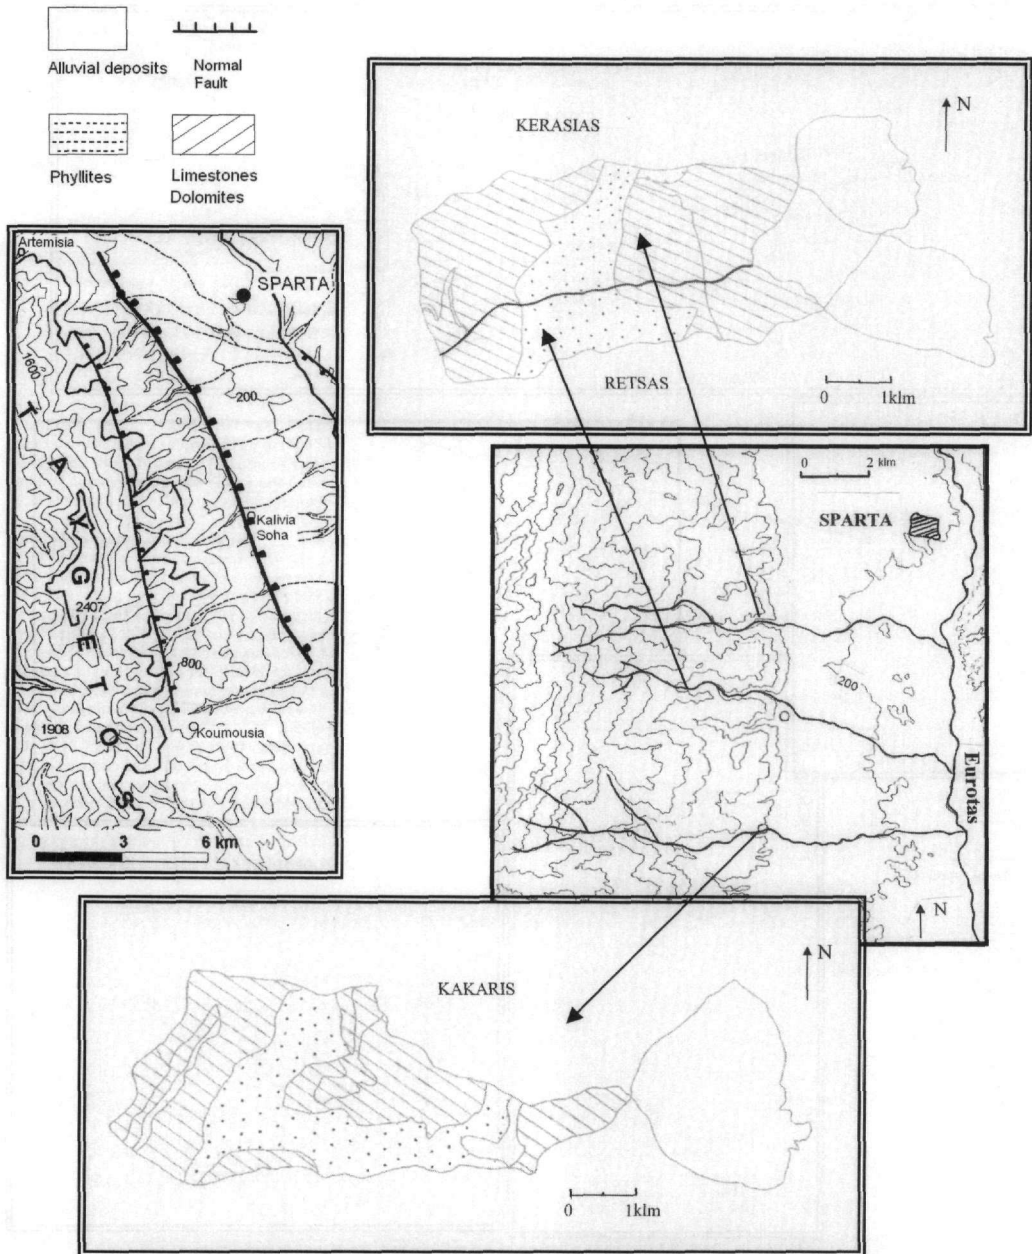 Alluvial deposits
Normal
Fault
Phyllites
Limestones
Dolomites
KERASIAS
N
RETSAS
0 1klm
Artemisia
SPARTA
1600
200
T A Y G E T O S
Kalivia
Soha
2407
800
1908
Koumousia
0 3 6 km
0 2 klm
SPARTA
200
Eurotas
N
KAKARIS
N
0 1klm